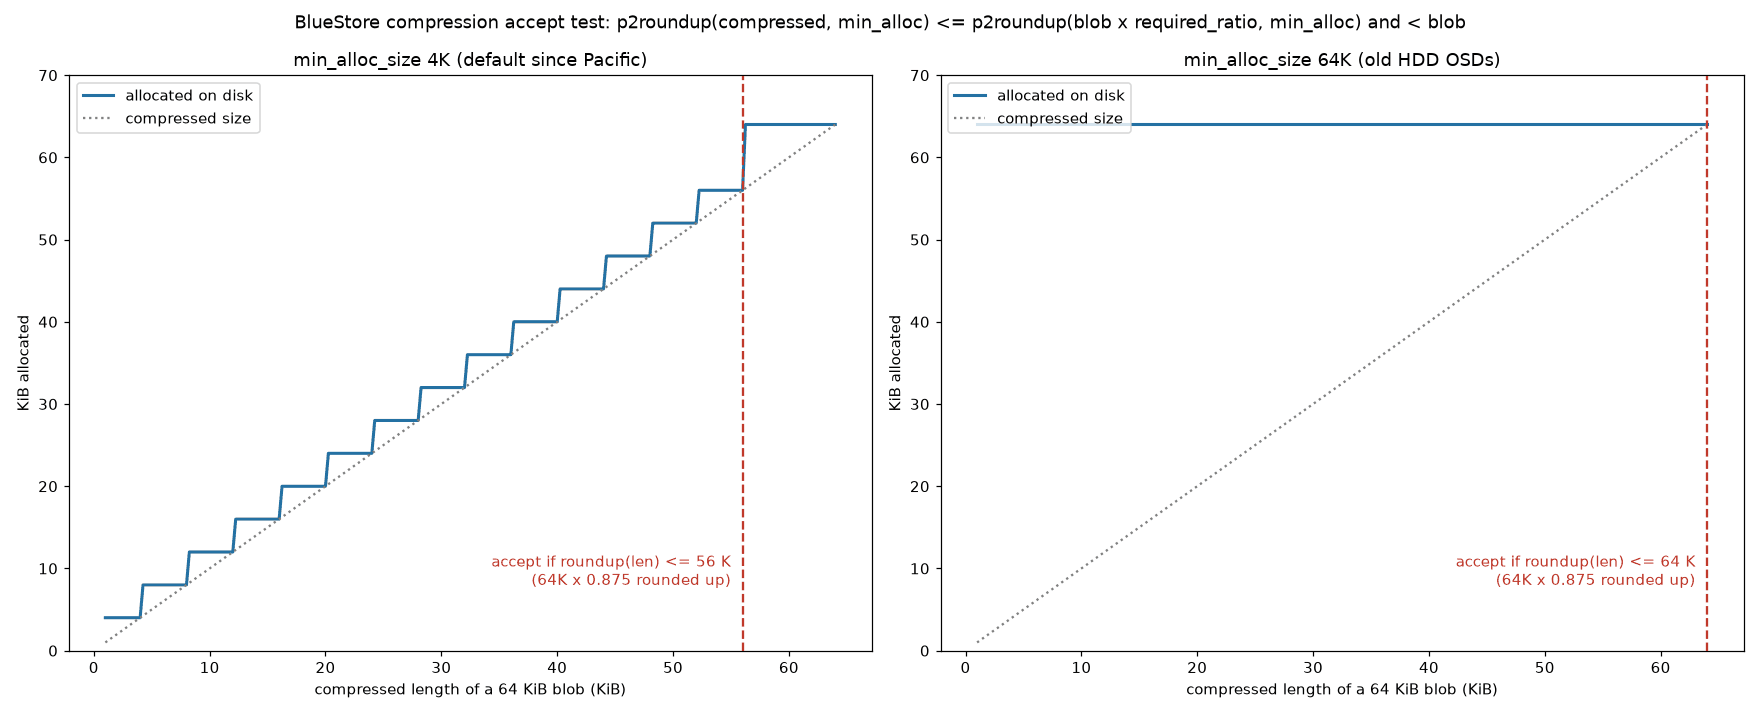 BlueStore compression accept test: p2roundup(compressed, min_alloc) <= p2roundup(blob x required_ratio, min_alloc) and < blob
min_alloc_size 4K (default since Pacific)
allocated on disk
compressed size
70
60
50
40
30
20
10
0
KiB allocated
accept if roundup(len) <= 56 K
(64K x 0.875 rounded up)
0 10 20 30 40 50 60
compressed length of a 64 KiB blob (KiB)
min_alloc_size 64K (old HDD OSDs)
allocated on disk
compressed size
70
60
50
40
30
20
10
0
KiB allocated
accept if roundup(len) <= 64 K
(64K x 0.875 rounded up)
0 10 20 30 40 50 60
compressed length of a 64 KiB blob (KiB)